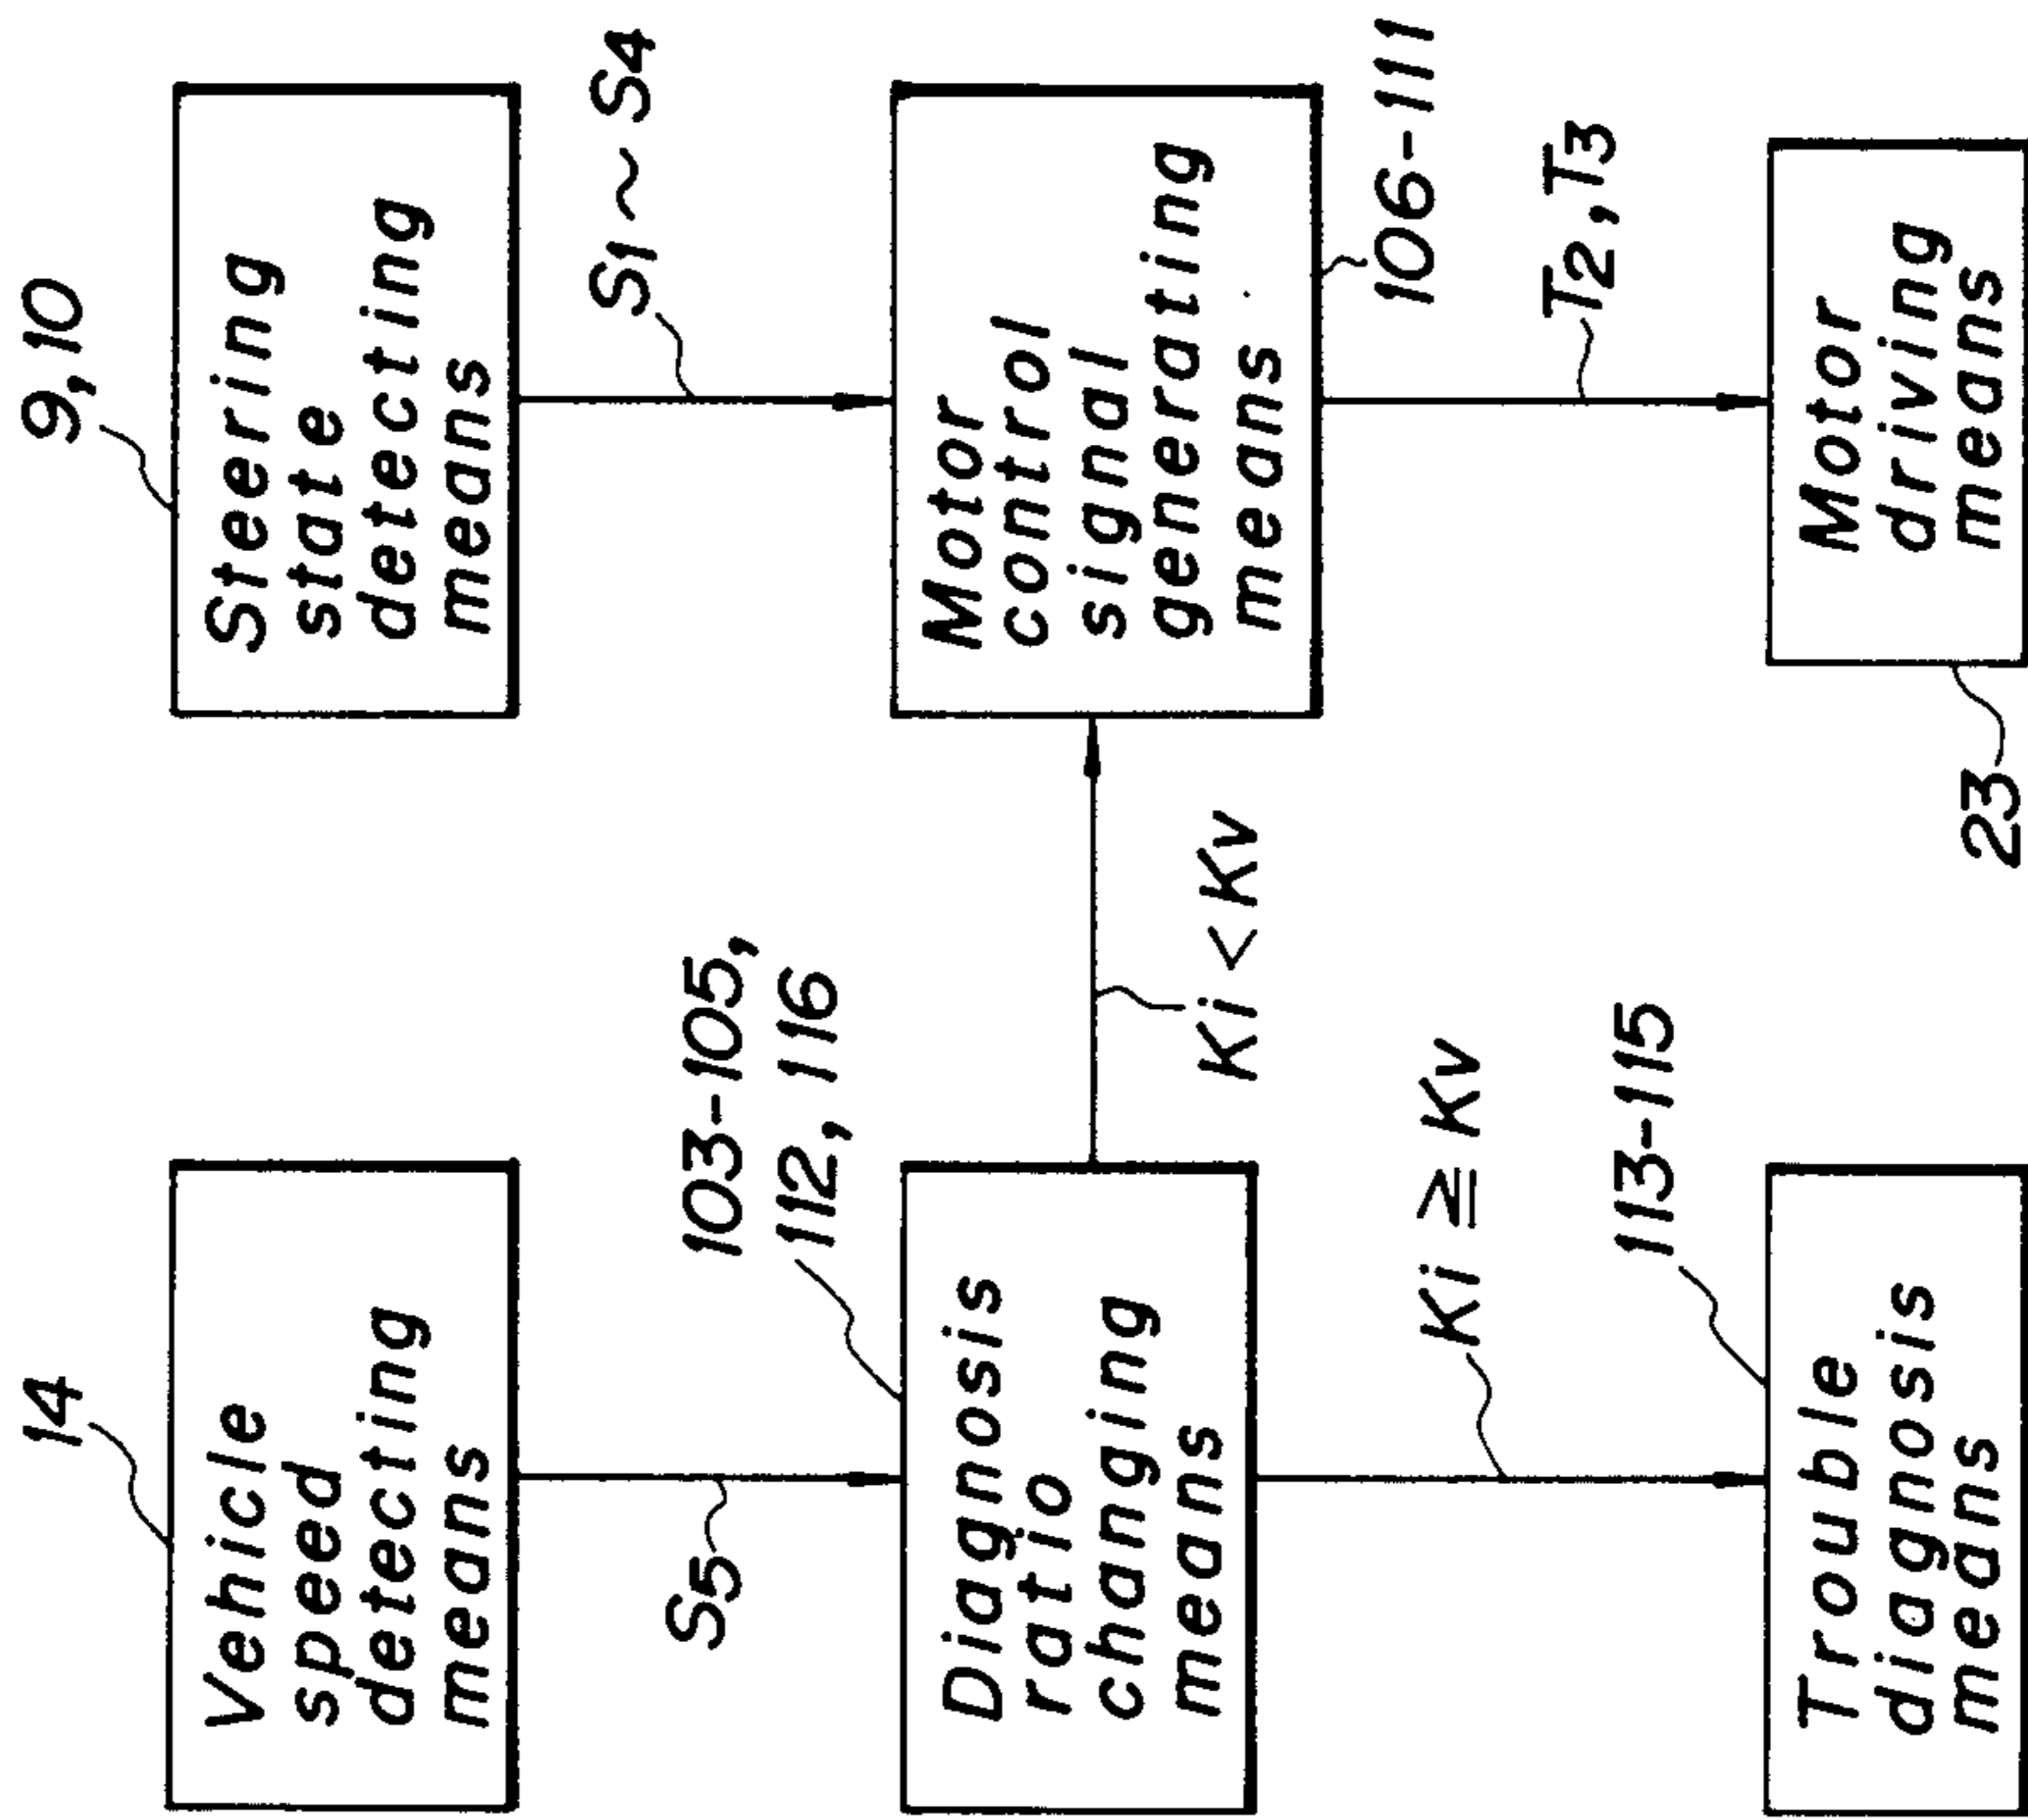 14
Vehicle
speed
detecting
means
S5
103-105,
112, 116
Diagnosis
ratio
changing
means
Ki ≧ Kv
113-115
Trouble
diagnosis
means
Ki < Kv
9, 10
Steering
state
detecting
means
S1 ~ S4
Motor
control
signal
generating
means
106-111
T2, T3
Motor
driving
means
23